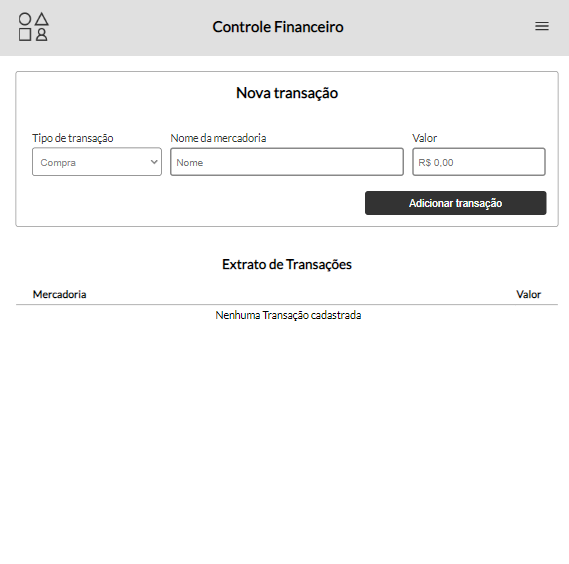 Controle Financeiro
Nova transação
Tipo de transação Nome da mercadoria Valor
Compra Nome R$ 0,00
Adicionar transação
Extrato de Transações
Mercadoria Valor
Nenhuma Transação cadastrada